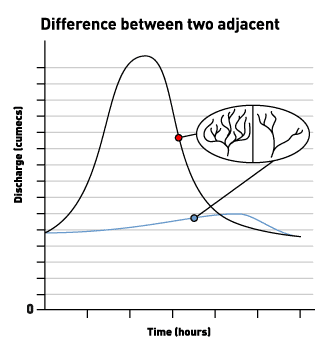 Difference between two adjacent
Discharge (cumecs)
0
Time (hours)